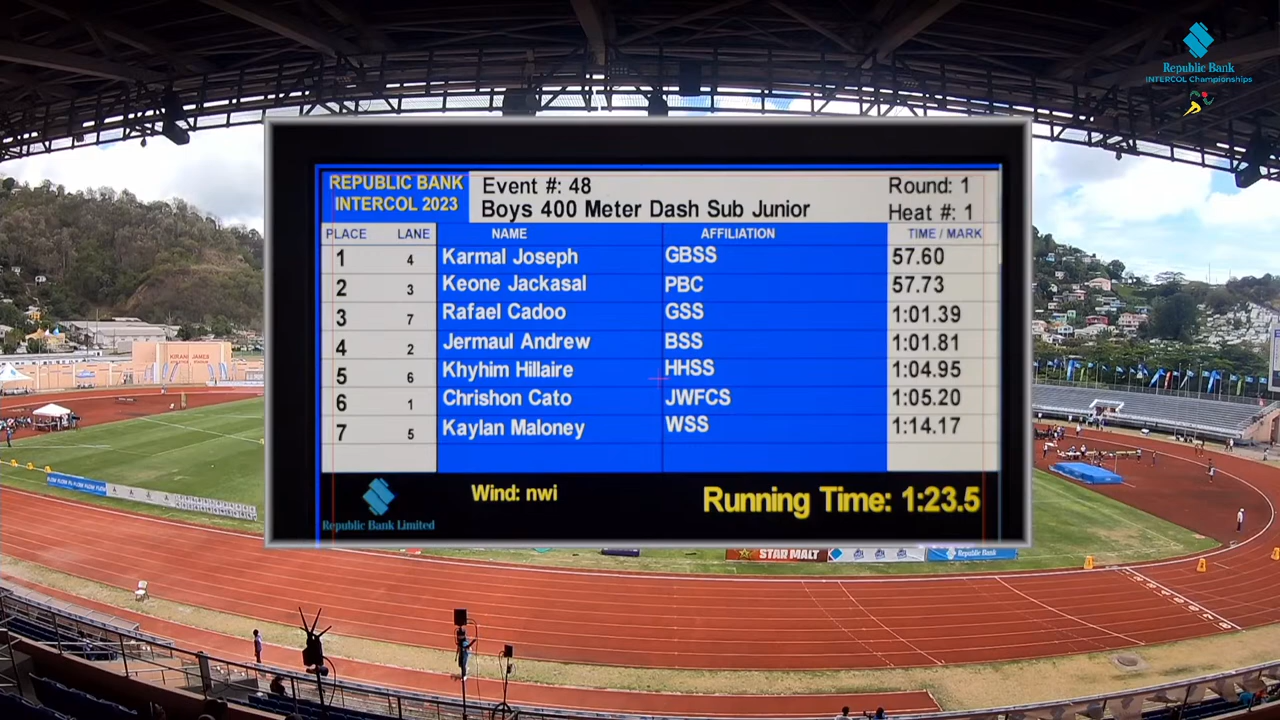 Republic Bank
INTERCOL Championships
REPUBLIC BANK
INTERCOL 2023
Event #: 48
Boys 400 Meter Dash Sub Junior
Round: 1
Heat #: 1
PLACE LANE NAME AFFILIATION TIME / MARK
1 4 Karmal Joseph GBSS 57.60
2 3 Keone Jackasal PBC 57.73
3 7 Rafael Cadoo GSS 1:01.39
4 2 Jermaul Andrew BSS 1:01.81
5 6 Khyhim Hillaire HHSS 1:04.95
6 1 Chrishon Cato JWFCS 1:05.20
7 5 Kaylan Maloney WSS 1:14.17
Republic Bank Limited
Wind: nwi
Running Time: 1:23.5
KIRANI JAMES
STAR MALT
Republic Bank